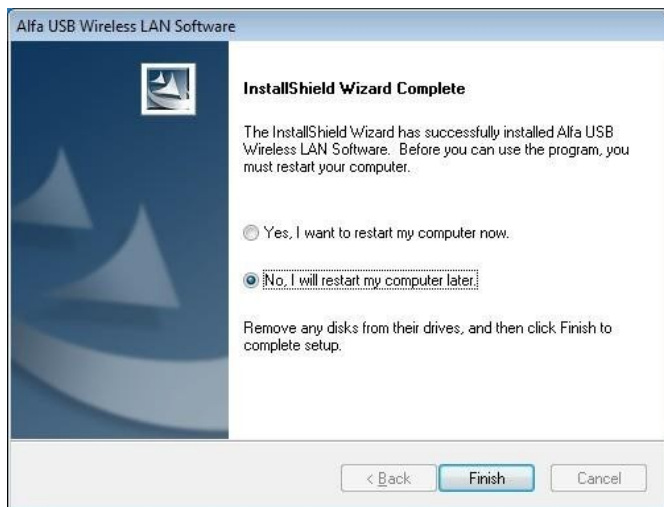 Alfa USB Wireless LAN Software
InstallShield Wizard Complete
The InstallShield Wizard has successfully installed Alfa USB
Wireless LAN Software.  Before you can use the program, you
must restart your computer.
Yes, I want to restart my computer now.
No, I will restart my computer later.
Remove any disks from their drives, and then click Finish to
complete setup.
< Back
Finish
Cancel